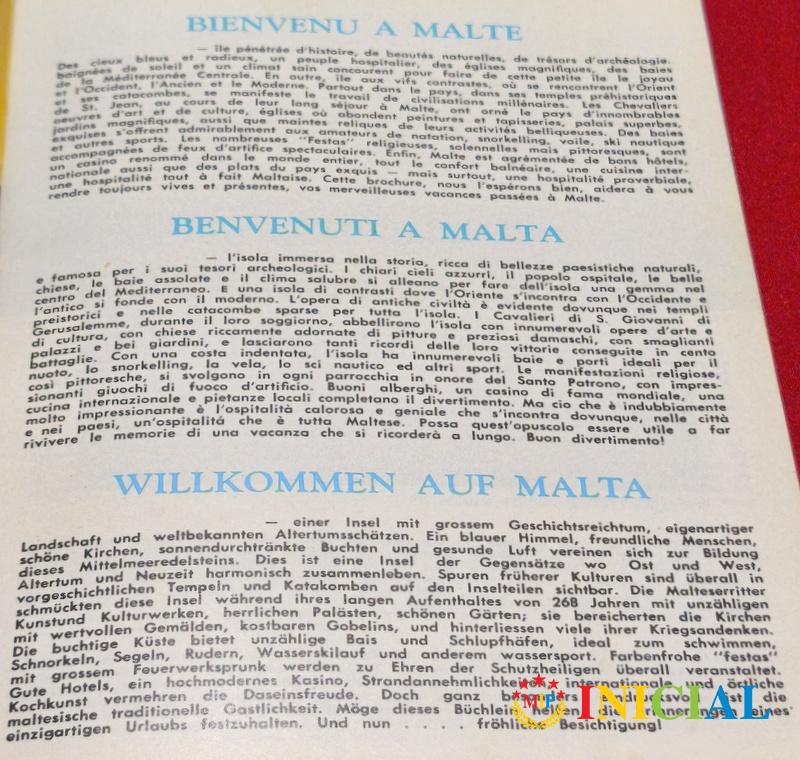 BIENVENU A MALTE
— île pénétrée d'histoire, de beautés naturelles, de trésors d'archéologie.
Des cieux bleus et radieux, un peuple hospitalier, des églises magnifiques, des baies
baignées de soleil et un climat sain concourent pour faire de cette petite île le joyau
de la Méditerranée Centrale. En outre, île aux vifs contrastes, où se rencontrent l'Orient
et l'Occident, l'Ancien et le Moderne. Partout dans le pays, dans ses temples préhistoriques
et ses catacombes, se manifeste le travail de civilisations millénaires. Les Chevaliers
de St. Jean, au cours de leur long séjour à Malte, ont orné le pays d'innombrables
oeuvres d'art et de culture, églises où abondent peintures et tapisseries, palais superbes,
jardins magnifiques, aussi que maintes reliques de leurs activités belliqueuses. Des baies
exquises s'offrent admirablement aux amateurs de natation, snorkelling, voile, ski nautique
et autres sports. Les nombreuses "Festas" religieuses, solennelles mais pittoresques, sont
accompagnées de feux d'artifice spectaculaires. Enfin, Malte est agrémentée de bons hôtels,
un casino renommé dans le monde entier, tout le confort balnéaire, une cuisine inter-
nationale aussi que des plats du pays exquis — mais surtout, une hospitalité proverbiale,
une hospitalité tout à fait Maltaise. Cette brochure, nous l'espérons bien, aidera à vous
rendre toujours vives et présentes, vos merveilleuses vacances passées à Malte.
BENVENUTI A MALTA
— l'isola immersa nella storia, ricca di bellezze paesistiche naturali,
e famosa per i suoi tesori archeologici. I chiari cieli azzurri, il popolo ospitale, le belle
chiese, le baie assolate e il clima salubre si alleano per fare dell'isola una gemma nel
centro del Mediterraneo. E una isola di contrasti dove l'Oriente s'incontra con l'Occidente e
l'antico si fonde con il moderno. L'opera di antiche civiltà è evidente dovunque nei templi
preistorici e nelle catacombe sparse per tutta l'isola. I Cavalieri di S. Giovanni di
Gerusalemme, durante il loro soggiorno, abbellirono l'isola con innumerevoli opere d'arte e
di cultura, con chiese riccamente adornate di pitture e preziosi damaschi, con smaglianti
palazzi e bei giardini, e lasciarono tanti ricordi delle loro vittorie conseguite in cento
battaglie. Con una costa indentata, l'isola ha innumerevoli baie e porti ideali per il
nuoto, lo snorkelling, la vela, lo sci nautico ed altri sport. Le manifestazioni religiose,
così pittoresche, si svolgono in ogni parrocchia in onore del Santo Patrono, con impres-
sionanti giuochi di fuoco d'artificio. Buoni alberghi, un casino di fama mondiale, una
cucina internazionale e pietanze locali completano il divertimento. Ma cio che è indubbiamente
molto impressionante è l'ospitalità calorosa e geniale che s'incontra dovunque, nelle città
e nei paesi, un'ospitalitá che è tutta Maltese. Possa quest'opuscolo essere utile a far
rivivere le memorie di una vacanza che si ricorderà a lungo. Buon divertimento!
WILLKOMMEN AUF MALTA
— einer Insel mit grossem Geschichtsreichtum, eigenartiger
Landschaft und weltbekannten Altertumsschätzen. Ein blauer Himmel, freundliche Menschen,
schöne Kirchen, sonnendurchtränkte Buchten und gesunde Luft vereinen sich zur Bildung
dieses Mittelmeeredelsteins. Dies ist eine Insel der Gegensätze wo Ost und West,
Altertum und Neuzeit harmonisch zusammenleben. Spuren früherer Kulturen sind überall in
vorgeschichtlichen Tempeln und Katakomben auf den Inselteilen sichtbar. Die Malteserritter
schmückten diese Insel während ihres langen Aufenthaltes von 268 Jahren mit unzähligen
Kunstund Kulturwerken, herrlichen Palästen, schönen Gärten; sie bereicherten die Kirchen
mit wertvollen Gemälden, kostbaren Gobelins, und hinterliessen viele ihrer Kriegsandenken.
Die buchtige Küste bietet unzählige Bais und Schlupfhäfen, ideal zum schwimmen,
Schnorkeln, Segeln, Rudern, Wasserskilauf und anderem wassersport. Farbenfrohe "festas"
mit grossem Feuerwerksprunk werden zu Ehren der Schutzheiligen überall veranstaltet.
Gute Hotels, ein hochmodernes Kasino, Strandannehmlichkeiten, internationale und örtliche
Kochkunst vermehren die Daseinsfreude. Doch ganz ist die
maltesische traditionelle Gastlichkeit. Möge dieses Büchlein helfen, die Erinnerungen eines
einzigartigen Urlaubs festzuhalten. Und nun . . . . fröhliche Besichtigung!
MP INICIAL